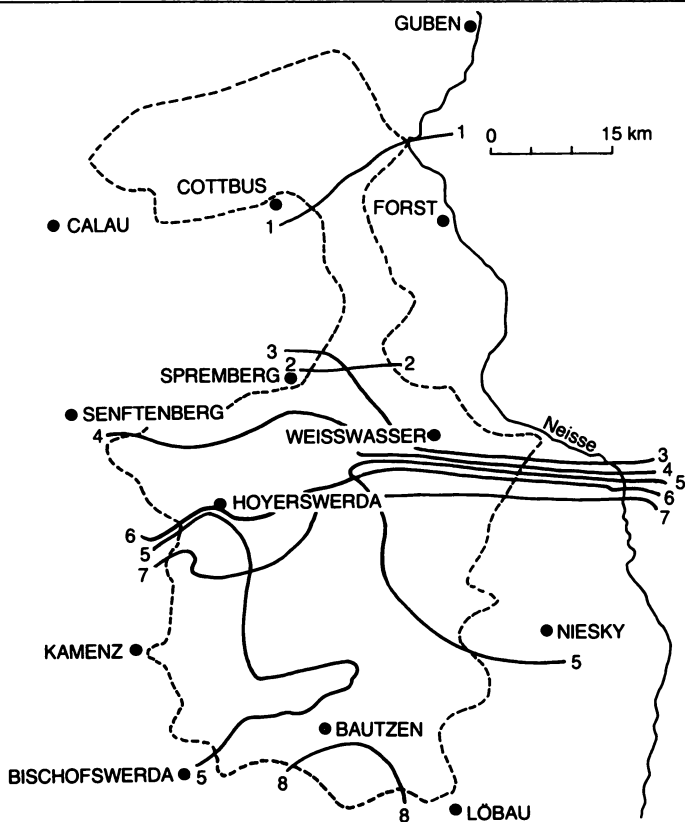 GUBEN
1
0 15 km
COTTBUS
FORST
CALAU
1
3
2 2
SPREMBERG
SENFTENBERG
4
WEISSWASSER
Neisse
3
4
5
6
7
HOYERSWERDA
6
5
7
NIESKY
KAMENZ
5
BAUTZEN
BISCHOFSWERDA
5
8
8
LÖBAU